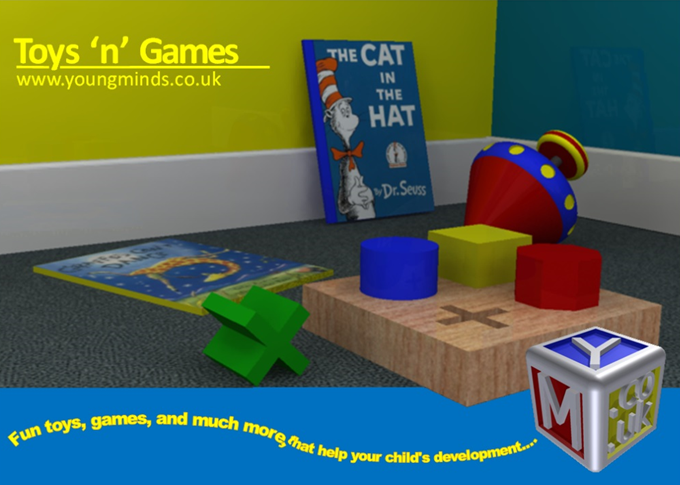 Toys ‘n’ Games
www.youngminds.co.uk
THE CAT
IN
THE
HAT
By Dr. Seuss
Fun toys, games, and much more, that help your child's development....
Y
M
.CO
.UK